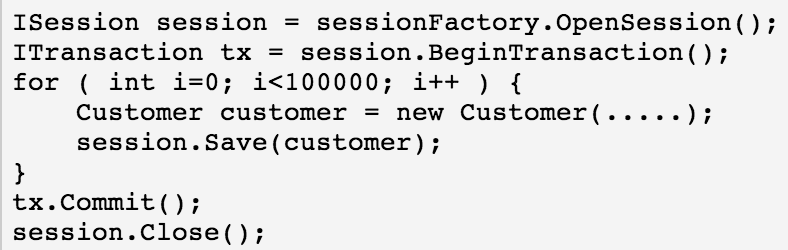 ISession session = sessionFactory.OpenSession();
ITransaction tx = session.BeginTransaction();
for ( int i=0; i<100000; i++ ) {
    Customer customer = new Customer(.....);
    session.Save(customer);
}
tx.Commit();
session.Close();